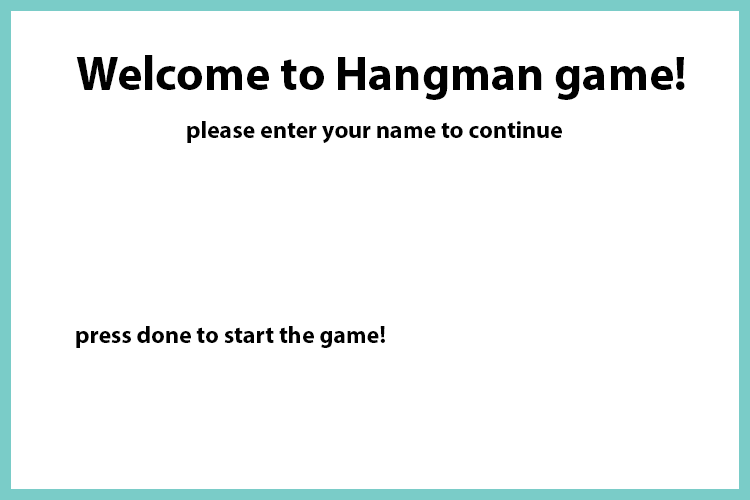 Welcome to Hangman game!
please enter your name to continue
press done to start the game!